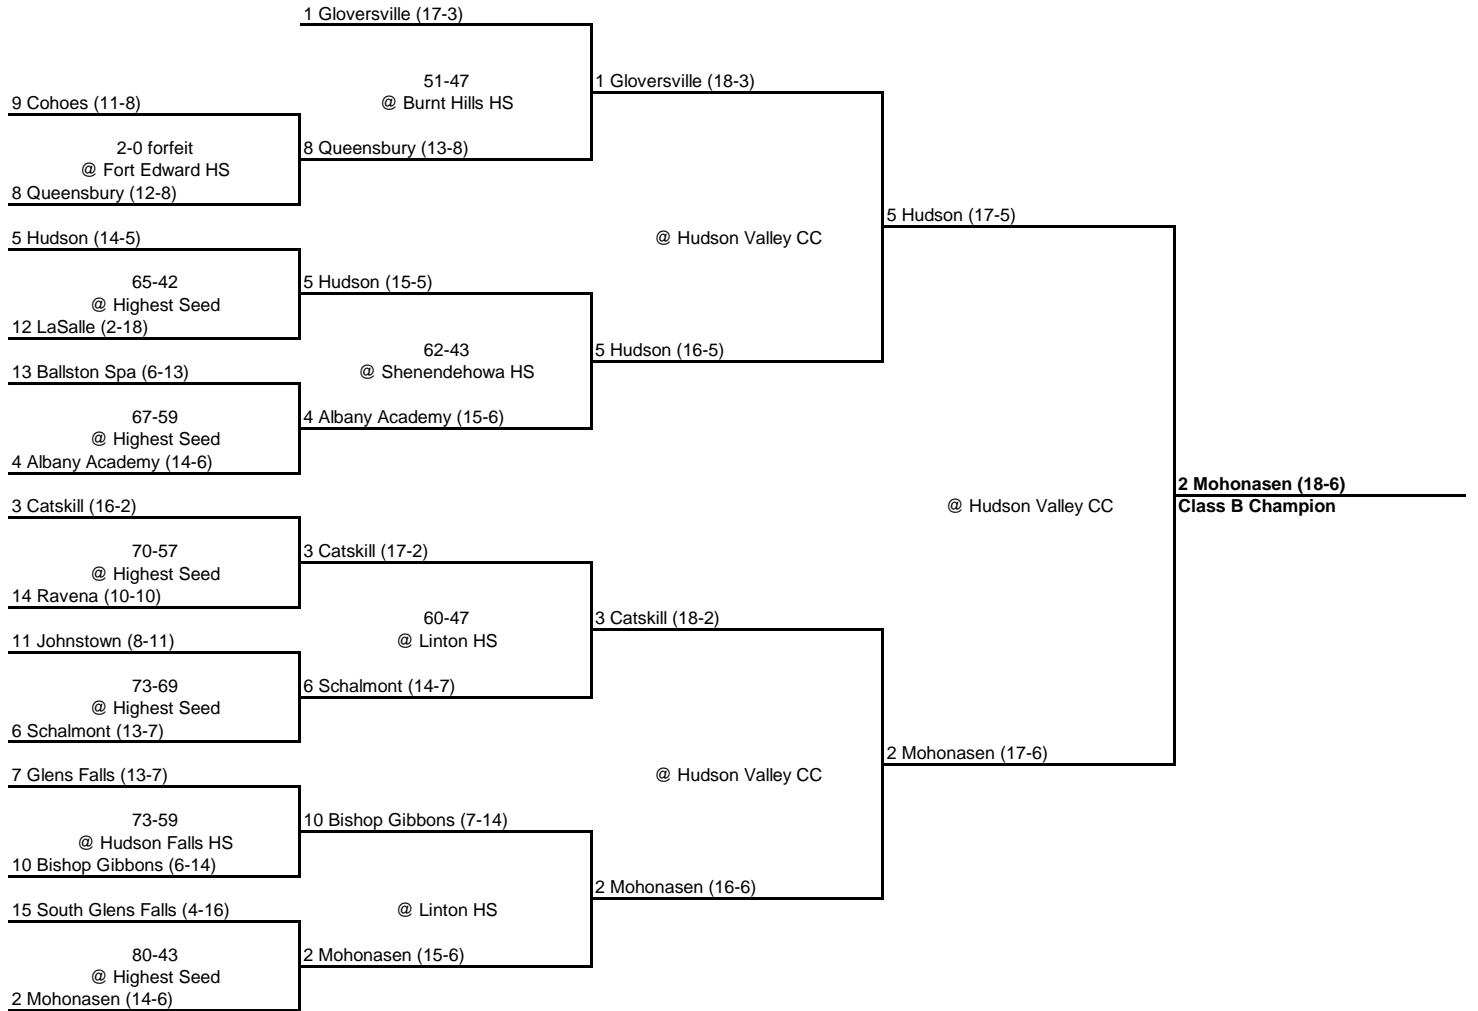 1 Gloversville (17-3)
51-47
@ Burnt Hills HS
1 Gloversville (18-3)
9 Cohoes (11-8)
2-0 forfeit
@ Fort Edward HS
8 Queensbury (13-8)
8 Queensbury (12-8)
5 Hudson (17-5)
5 Hudson (14-5)
@ Hudson Valley CC
65-42
@ Highest Seed
5 Hudson (15-5)
12 LaSalle (2-18)
62-43
@ Shenendehowa HS
5 Hudson (16-5)
13 Ballston Spa (6-13)
67-59
@ Highest Seed
4 Albany Academy (15-6)
4 Albany Academy (14-6)
2 Mohonasen (18-6)
Class B Champion
@ Hudson Valley CC
3 Catskill (16-2)
70-57
@ Highest Seed
3 Catskill (17-2)
14 Ravena (10-10)
60-47
@ Linton HS
3 Catskill (18-2)
11 Johnstown (8-11)
73-69
@ Highest Seed
6 Schalmont (14-7)
6 Schalmont (13-7)
2 Mohonasen (17-6)
7 Glens Falls (13-7)
@ Hudson Valley CC
73-59
@ Hudson Falls HS
10 Bishop Gibbons (7-14)
10 Bishop Gibbons (6-14)
2 Mohonasen (16-6)
15 South Glens Falls (4-16)
@ Linton HS
80-43
@ Highest Seed
2 Mohonasen (15-6)
2 Mohonasen (14-6)